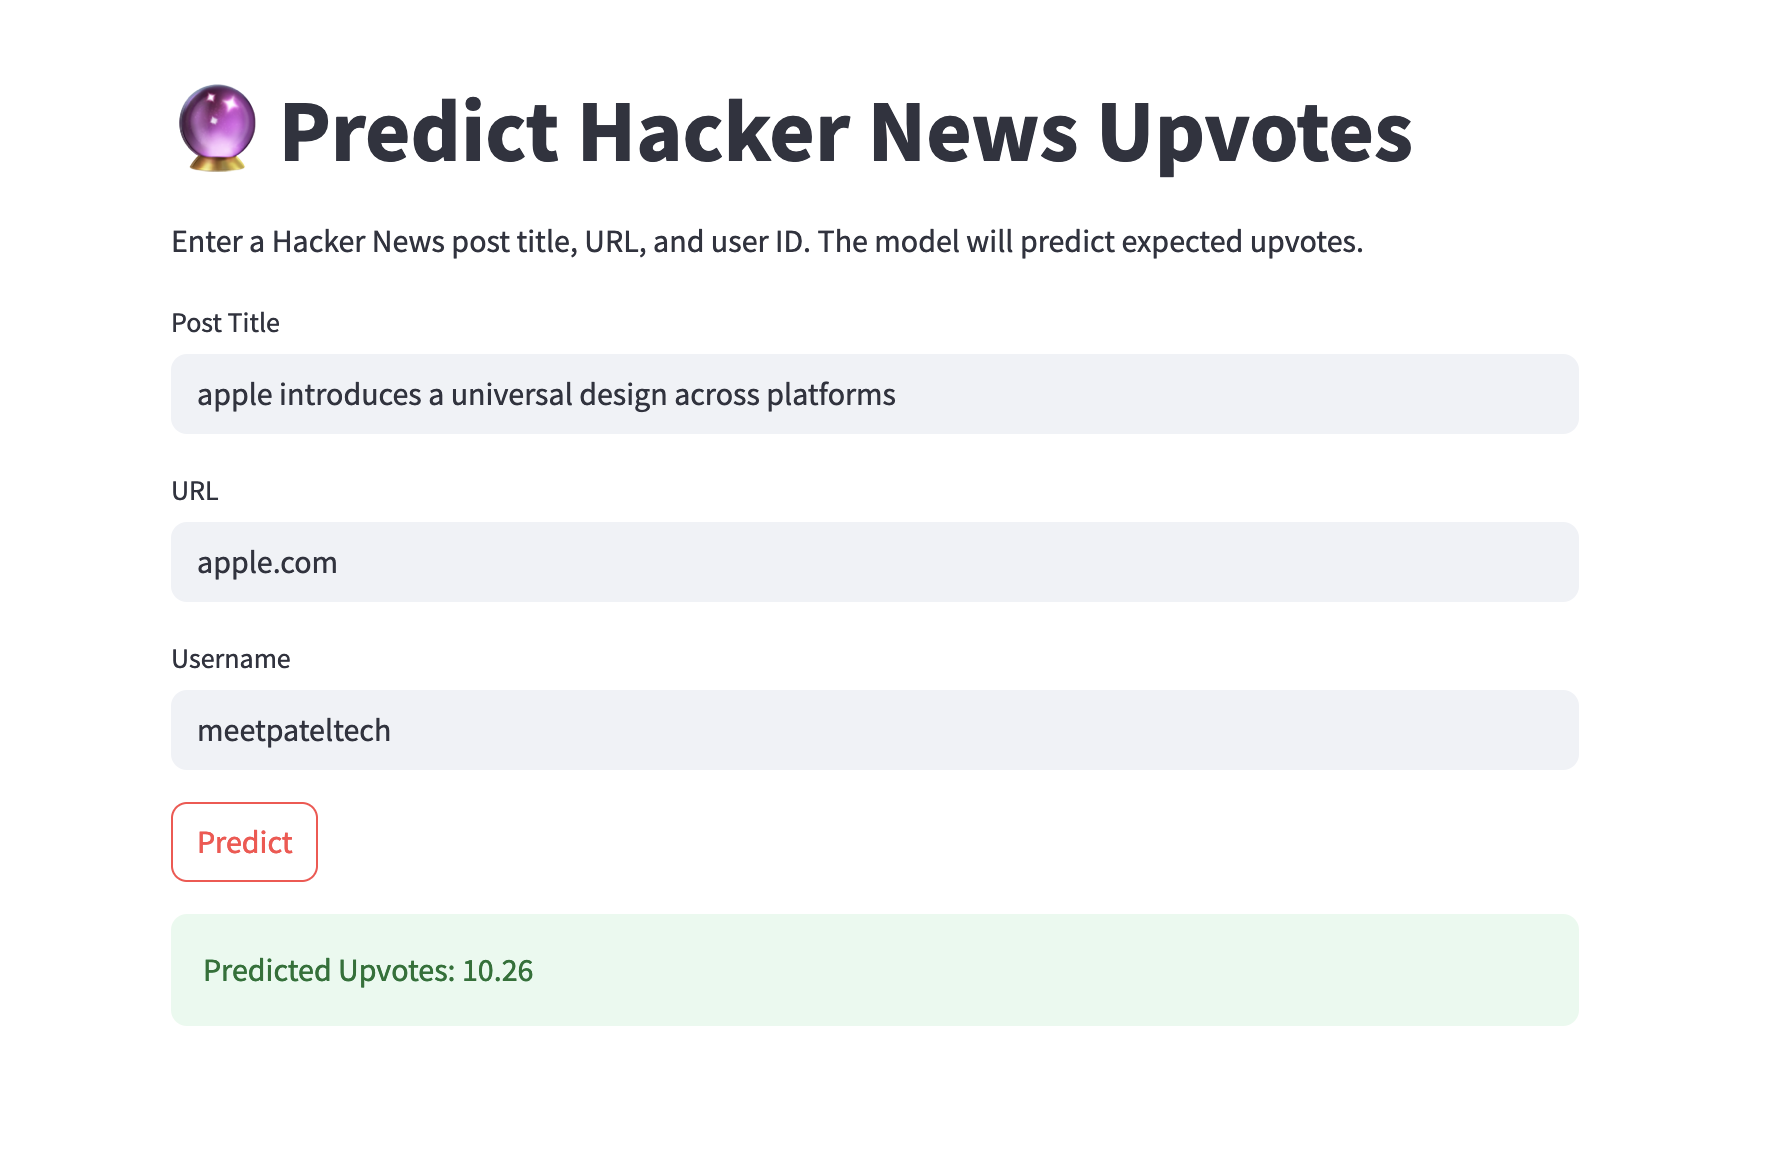 Predict Hacker News Upvotes
Enter a Hacker News post title, URL, and user ID. The model will predict expected upvotes.
Post Title
apple introduces a universal design across platforms
URL
apple.com
Username
meetpateltech
Predict
Predicted Upvotes: 10.26